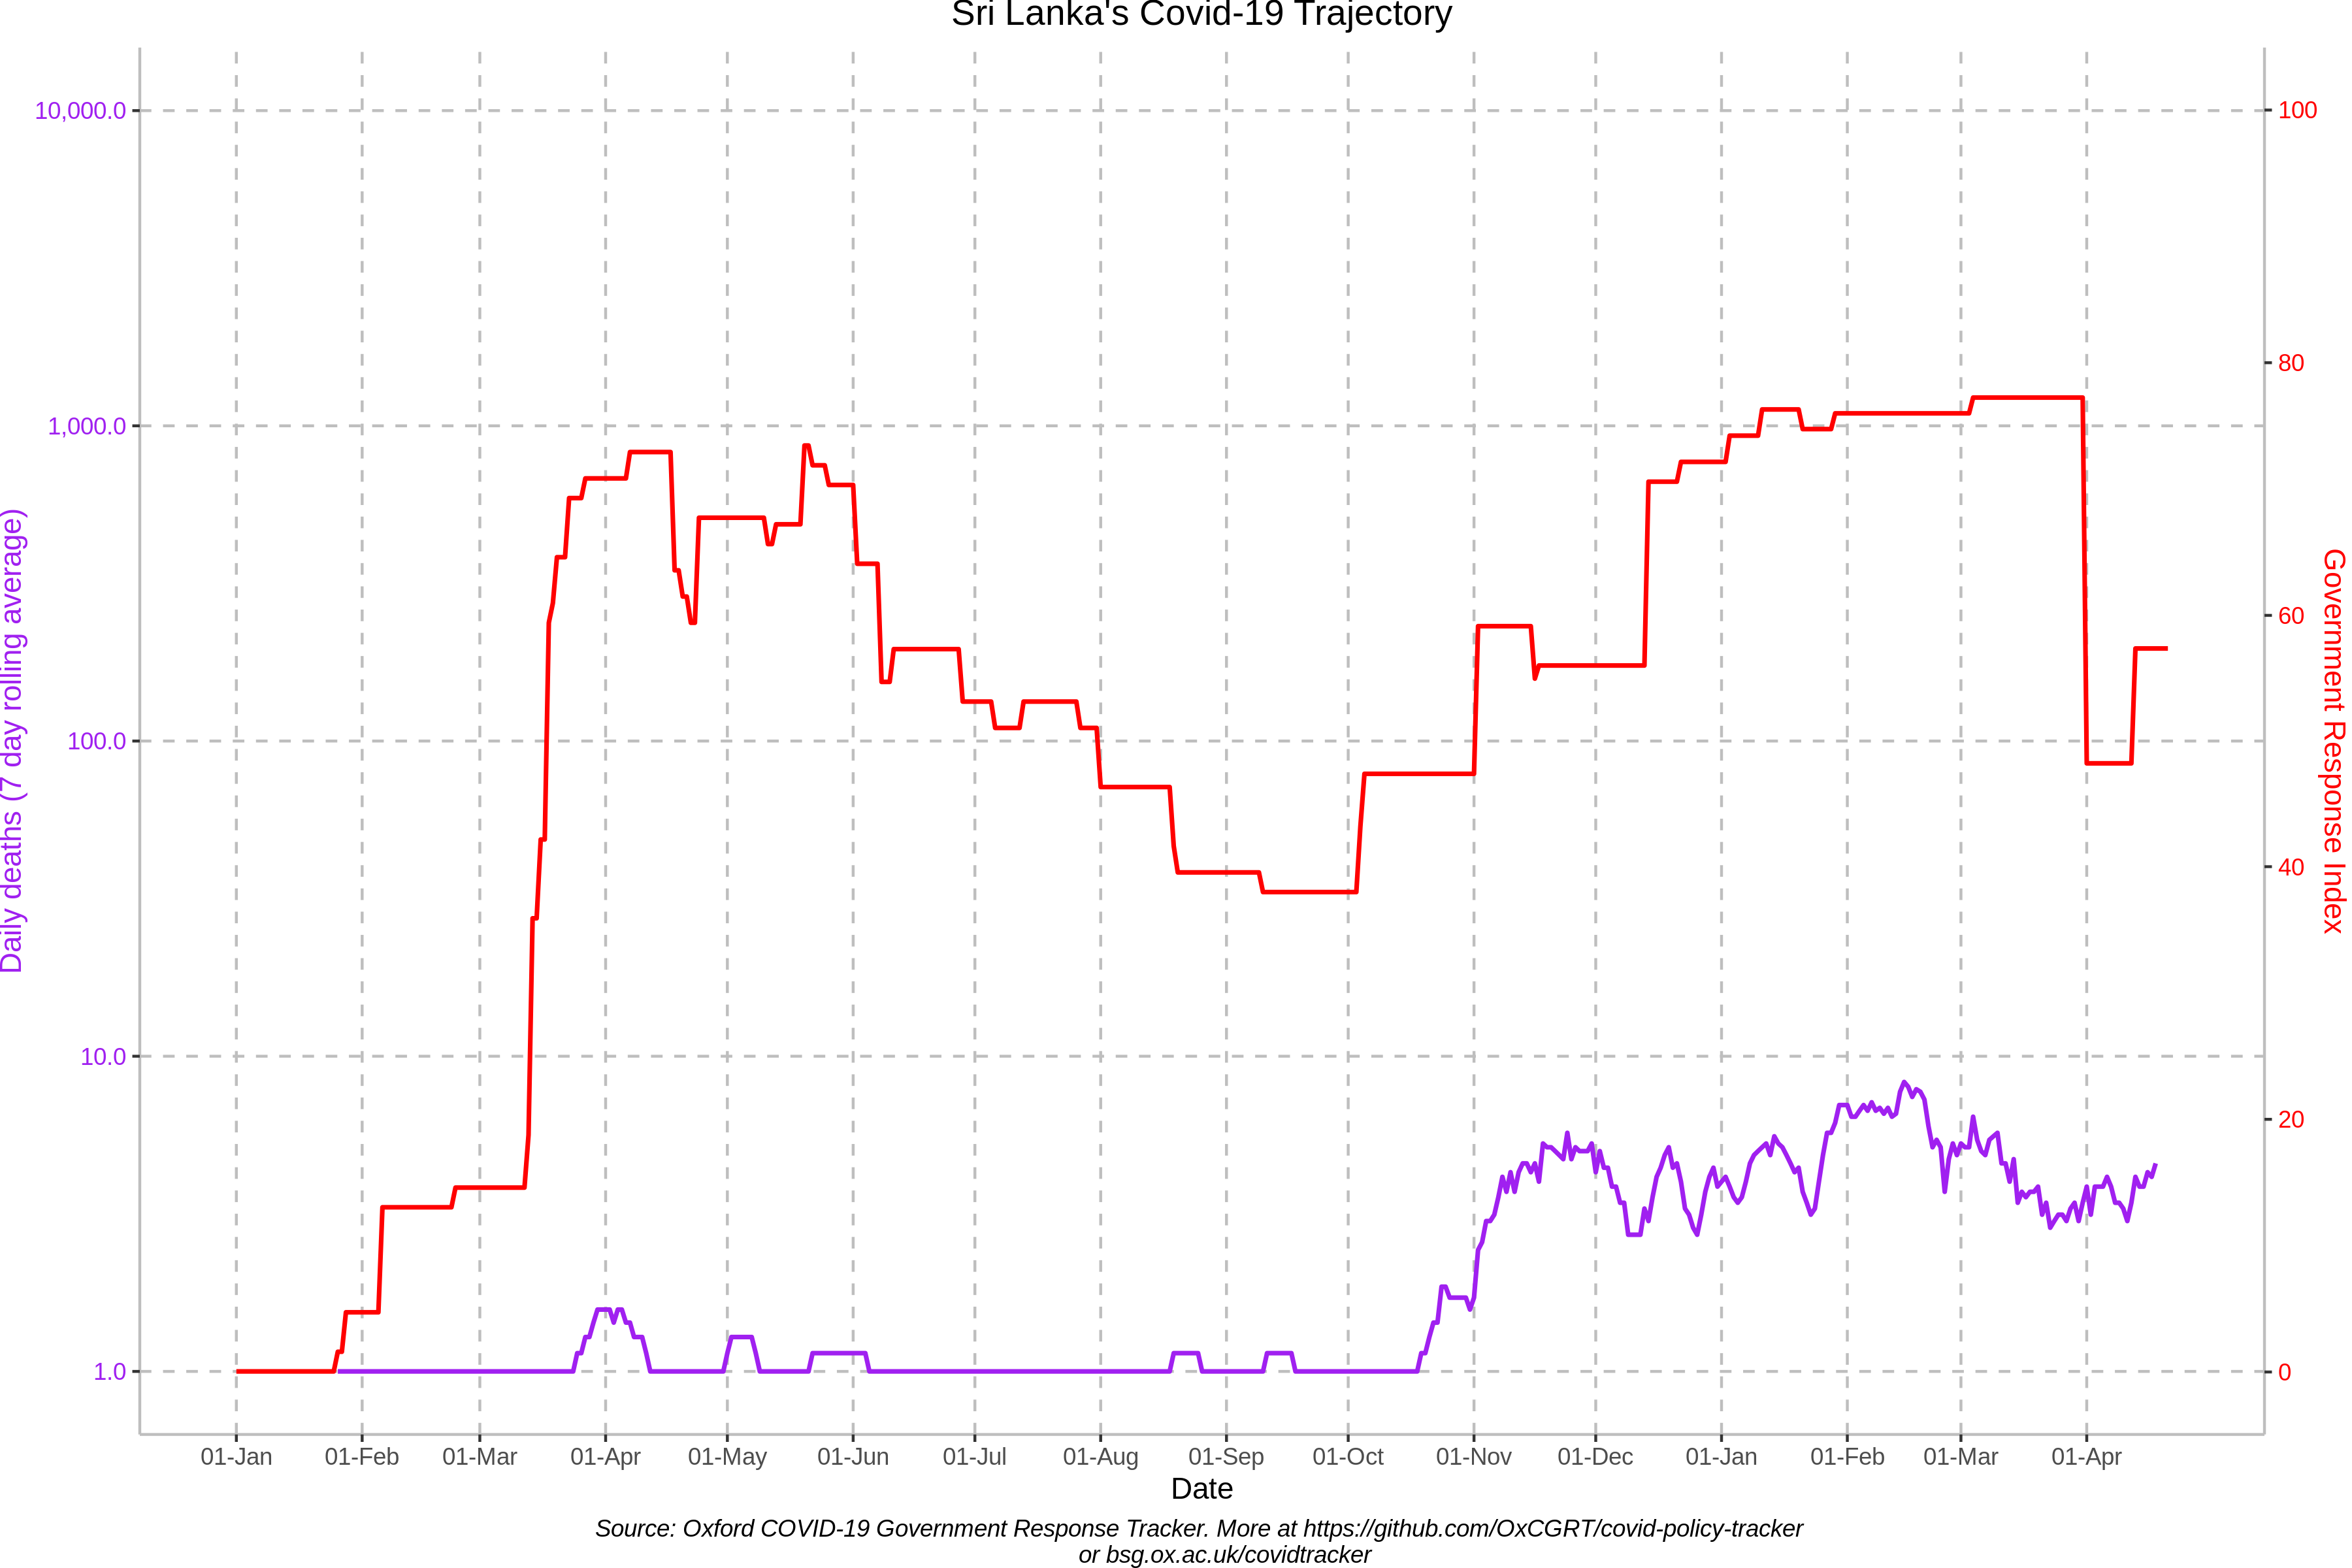 Sri Lanka's Covid-19 Trajectory
10,000.0
1,000.0
100.0
10.0
1.0
Daily deaths (7 day rolling average)
100
80
60
40
20
0
Government Response Index
01-Jan 01-Feb 01-Mar 01-Apr 01-May 01-Jun 01-Jul 01-Aug 01-Sep 01-Oct 01-Nov 01-Dec 01-Jan 01-Feb 01-Mar 01-Apr
Date
Source: Oxford COVID-19 Government Response Tracker. More at https://github.com/OxCGRT/covid-policy-tracker
or bsg.ox.ac.uk/covidtracker